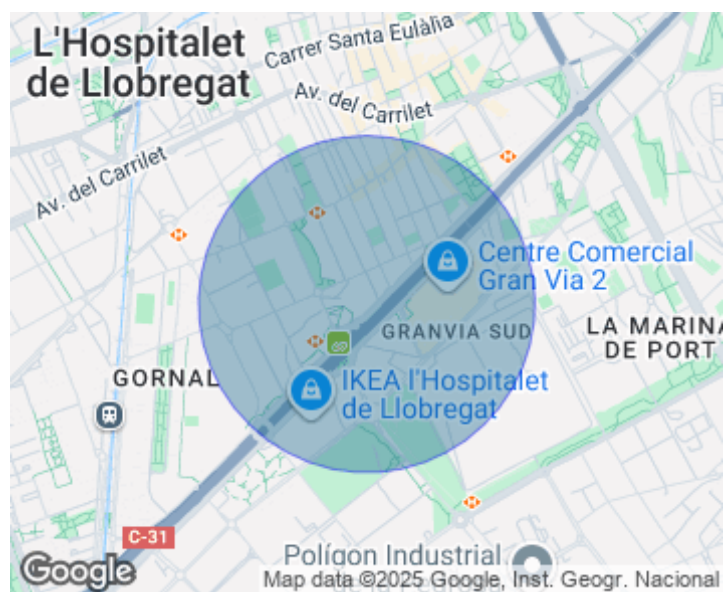 L'Hospitalet
de Llobregat
Carrer Santa Eulàlia
Av. del Carrilet
Av. del Carrilet
Centre Comercial
Gran Via 2
GRANVIA SUD
LA MARINA
DE PORT
GORNAL
IKEA l'Hospitalet
de Llobregat
C-31
Polígon Industrial
Google
Map data ©2025 Google, Inst. Geogr. Nacional